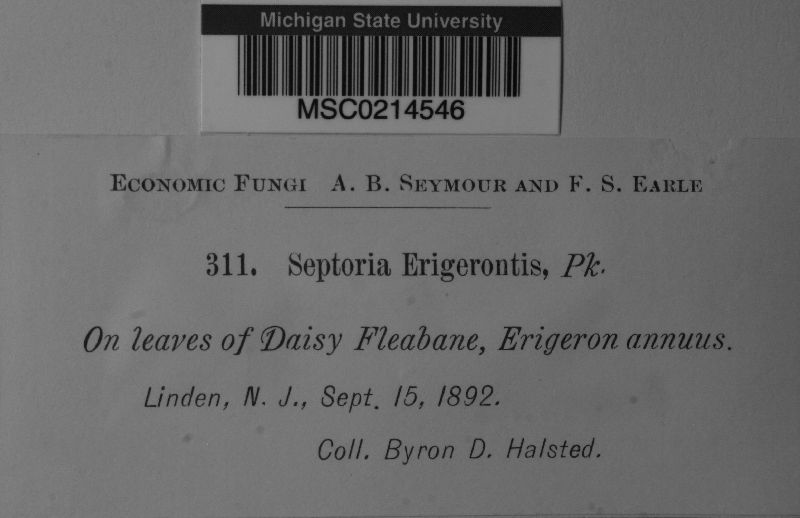 Michigan State University
MSC0214546
Economic Fungi A. B. Seymour and F. S. Earle
311. Septoria Erigerontis, Pk.
On leaves of Daisy Fleabane, Erigeron annuus.
Linden, N. J., Sept. 15, 1892.
Coll. Byron D. Halsted.